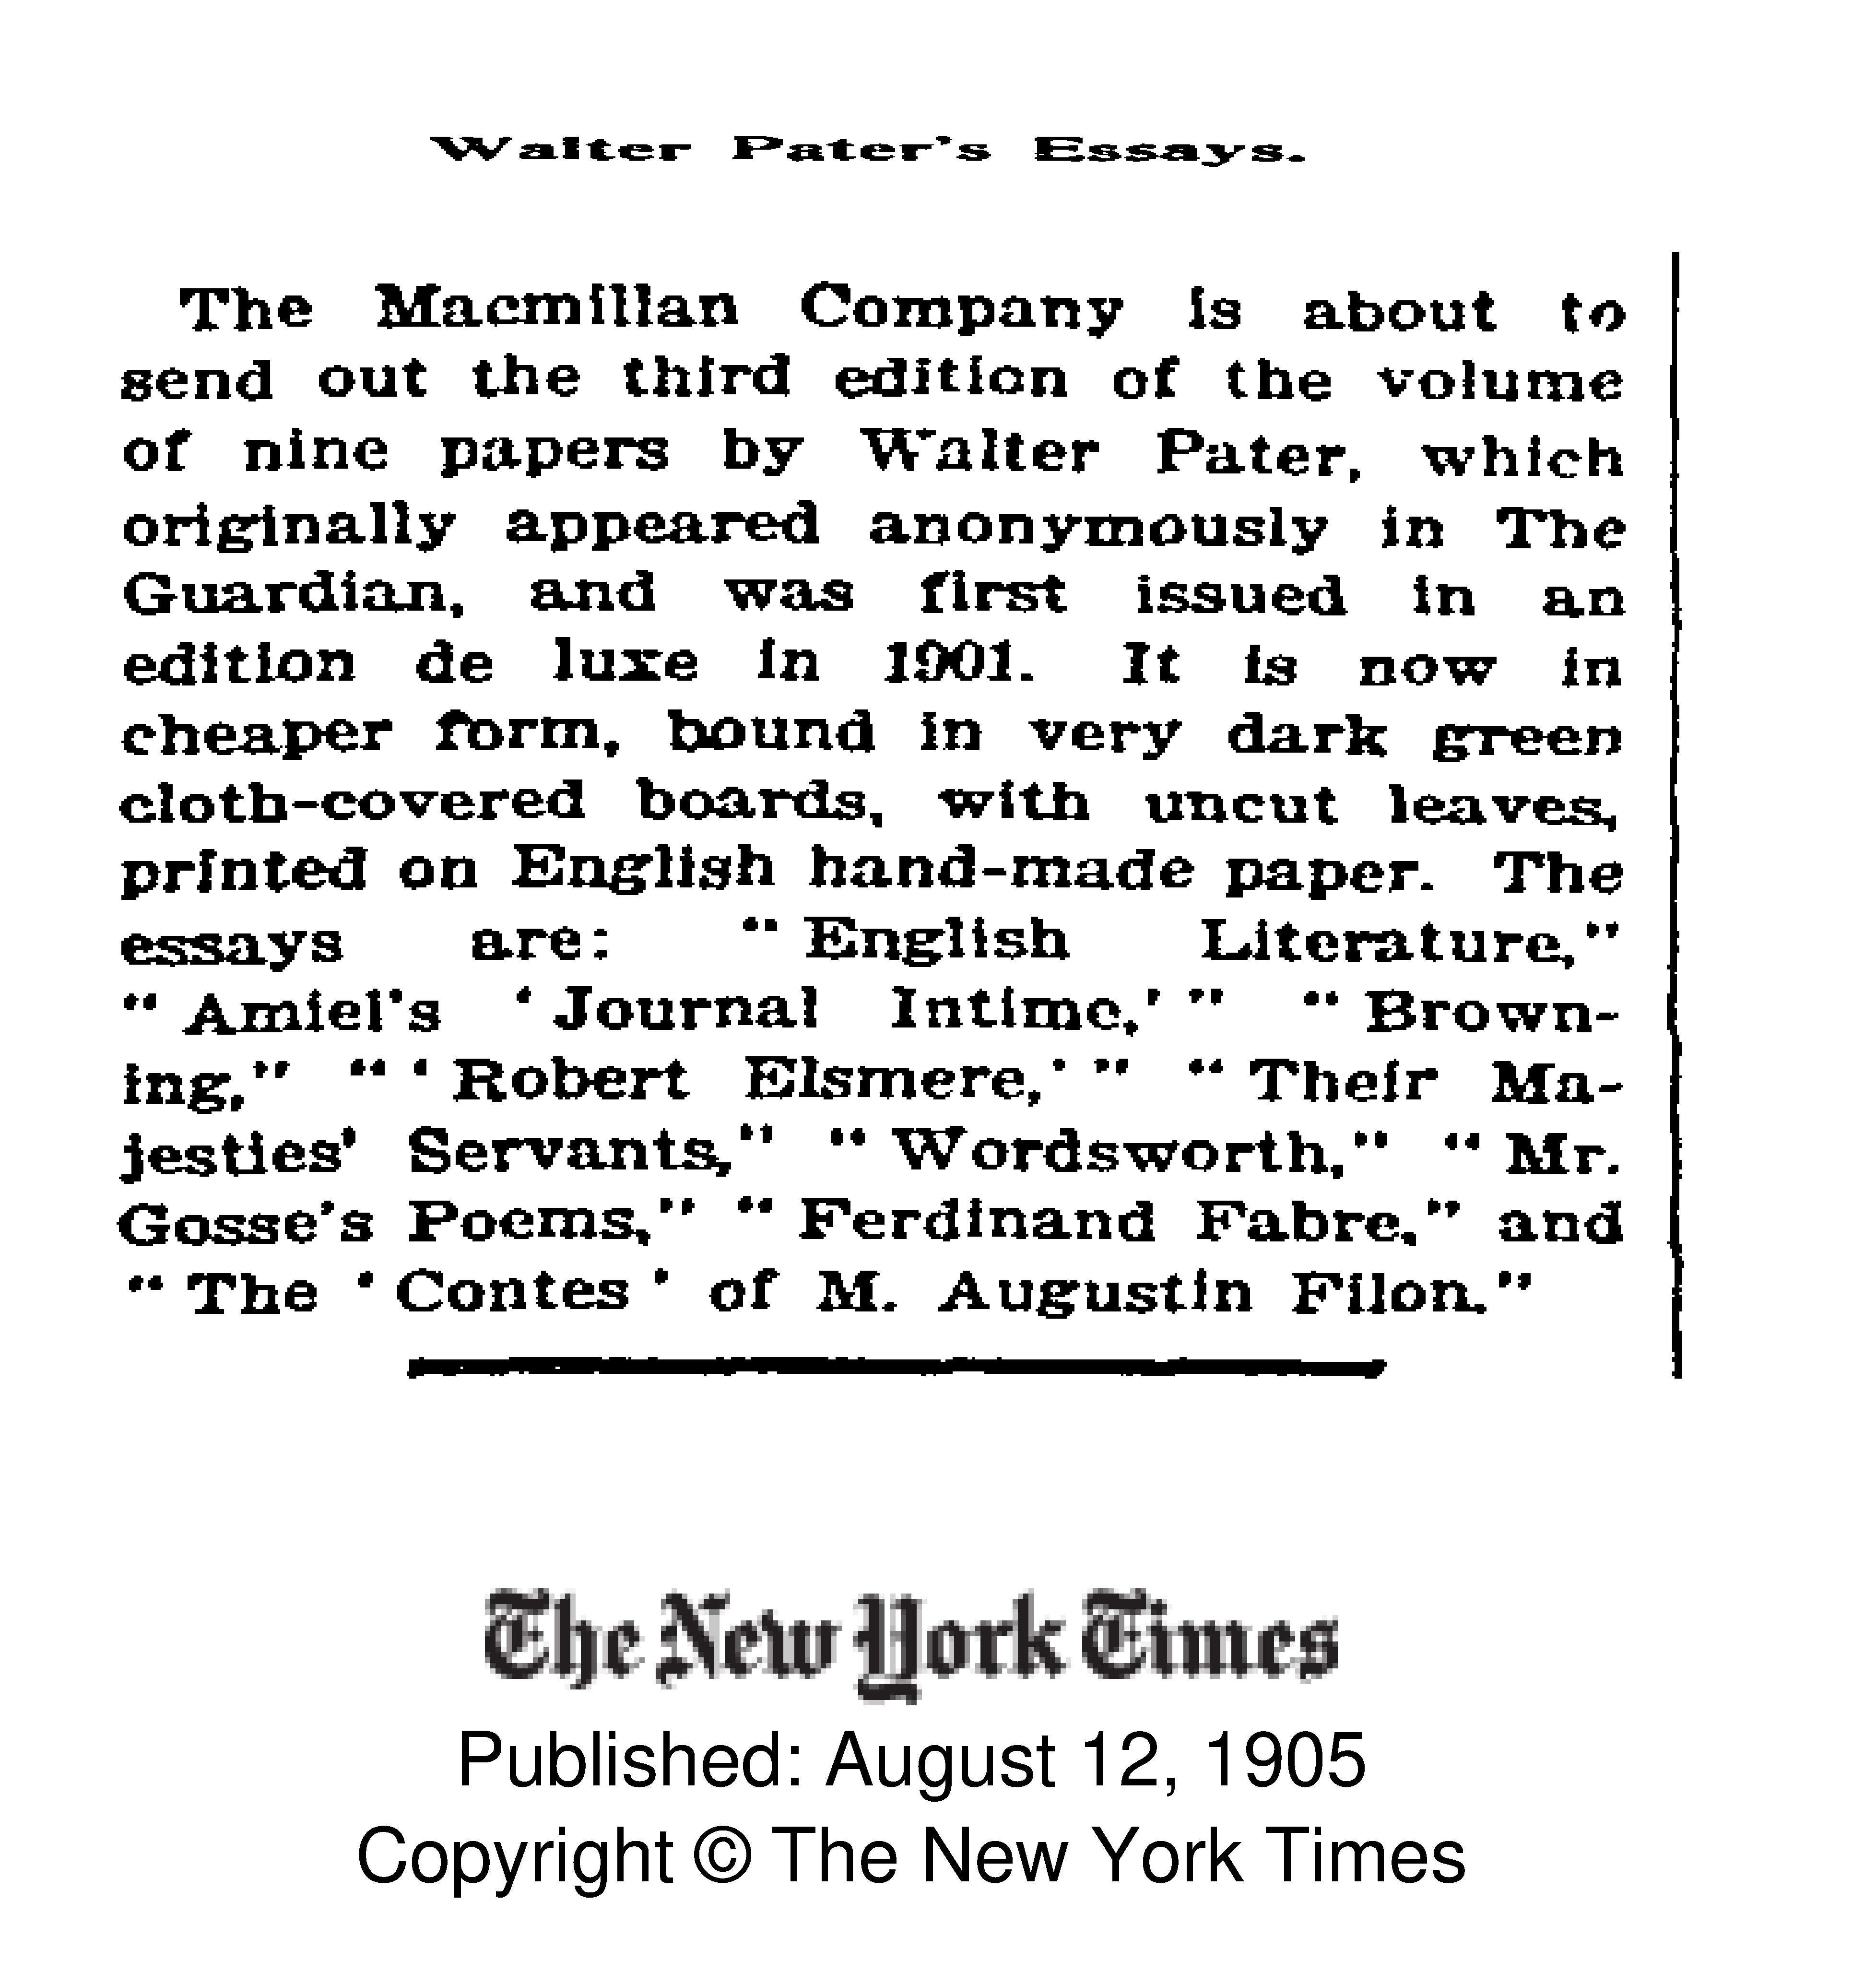 Walter Pater's Essays.
The Macmillan Company is about to
send out the third edition of the volume
of nine papers by Walter Pater, which
originally appeared anonymously in The
Guardian, and was first issued in an
edition de luxe in 1901. It is now in
cheaper form, bound in very dark green
cloth-covered boards, with uncut leaves,
printed on English hand-made paper. The
essays are: "English Literature,"
"Amiel's 'Journal Intime,'" "Brown-
ing," "'Robert Elsmere,'" "Their Ma-
jesties' Servants," "Wordsworth," "Mr.
Gosse's Poems," "Ferdinand Fabre," and
"The 'Contes' of M. Augustin Filon."
The New York Times
Published: August 12, 1905
Copyright © The New York Times